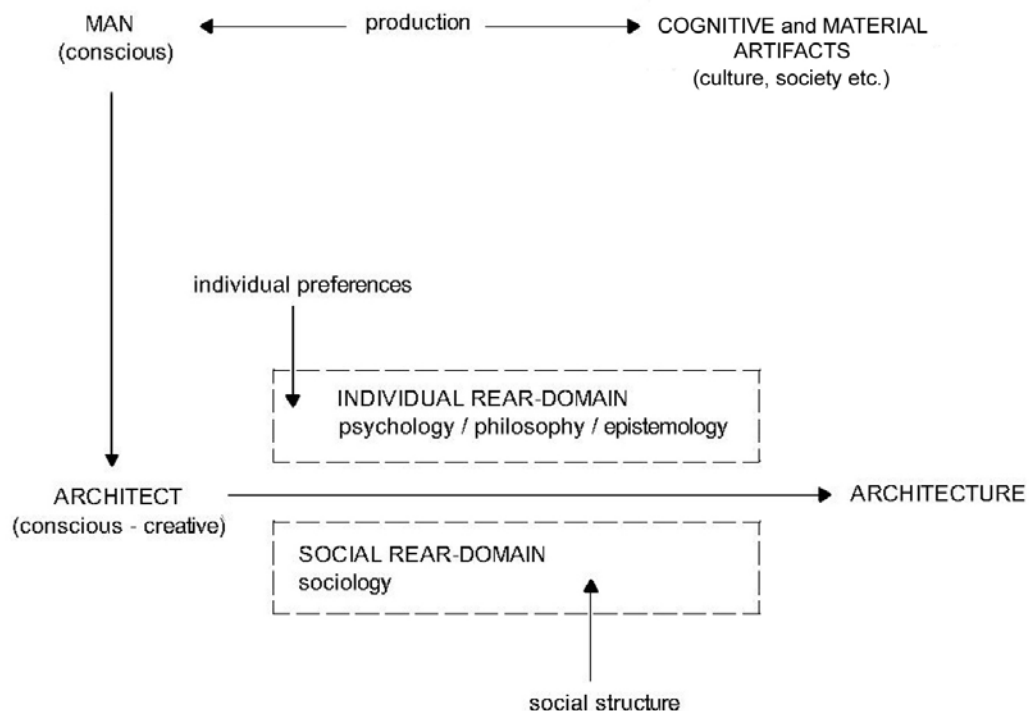 MAN
(conscious)
production
COGNITIVE and MATERIAL
ARTIFACTS
(culture, society etc.)
individual preferences
INDIVIDUAL REAR-DOMAIN
psychology / philosophy / epistemology
ARCHITECT
(conscious - creative)
ARCHITECTURE
SOCIAL REAR-DOMAIN
sociology
social structure